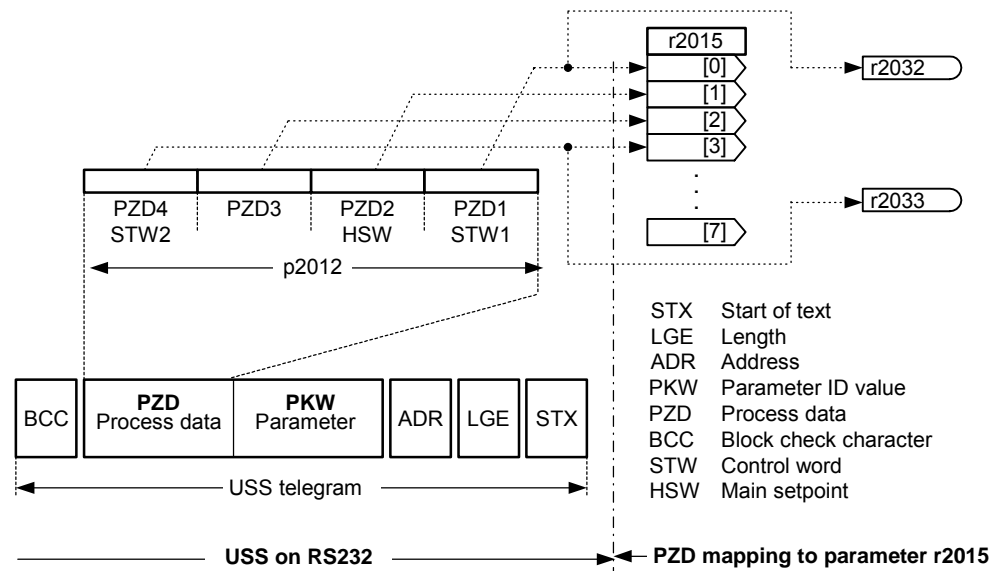 r2015
[0]
r2032
[1]
[2]
[3]
.
.
.
r2033
[7]
PZD4 PZD3 PZD2 PZD1
STW2 HSW STW1
p2012
STX Start of text
LGE Length
ADR Address
PKW Parameter ID value
PZD Process data
BCC Block check character
STW Control word
HSW Main setpoint
BCC PZD Process data PKW Parameter ADR LGE STX
USS telegram
USS on RS232 PZD mapping to parameter r2015